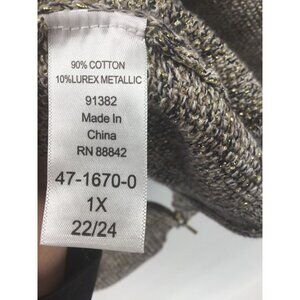 90% COTTON
10%LUREX METALLIC
91382
Made In
China
RN 88842
47-1670-0
1X
22/24